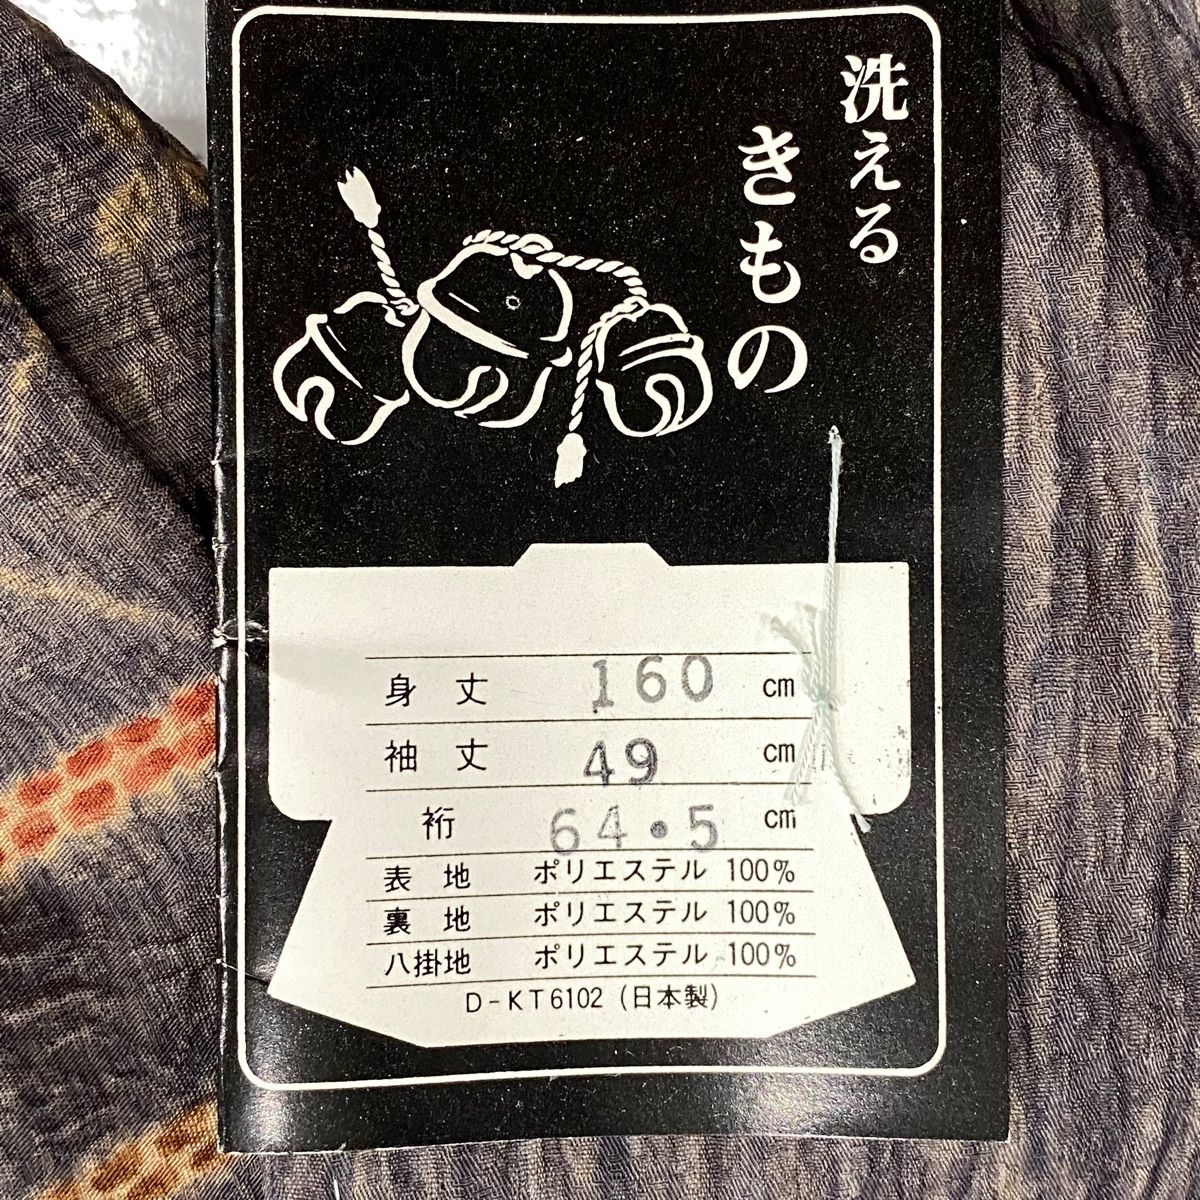 洗える
きもの
身丈 160 cm
袖丈 49 cm
裄 64.5 cm
表地 ポリエステル 100%
裏地 ポリエステル 100%
八掛地 ポリエステル 100%
D-KT6102 (日本製)